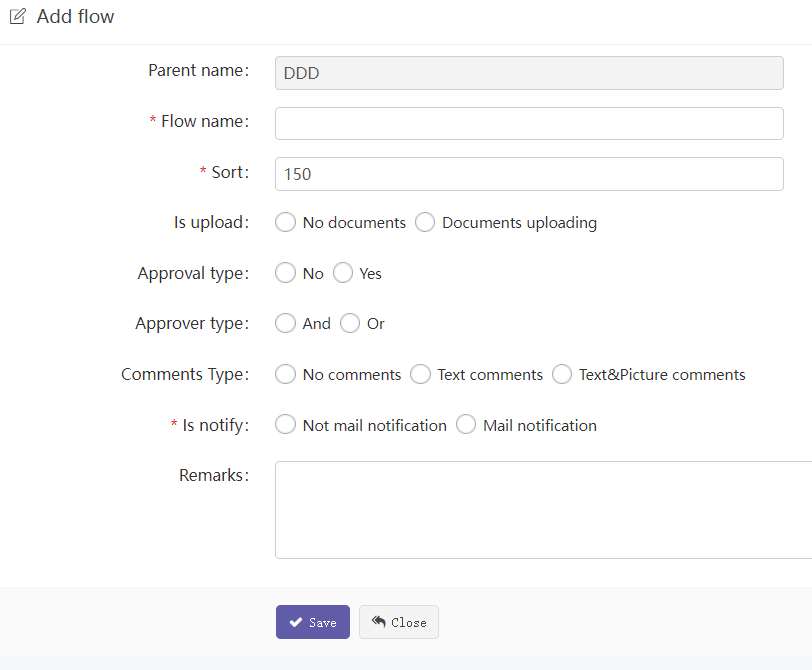 Add flow
Parent name: DDD
* Flow name:
* Sort: 150
Is upload: No documents Documents uploading
Approval type: No Yes
Approver type: And Or
Comments Type: No comments Text comments Text&Picture comments
* Is notify: Not mail notification Mail notification
Remarks:
Save Close